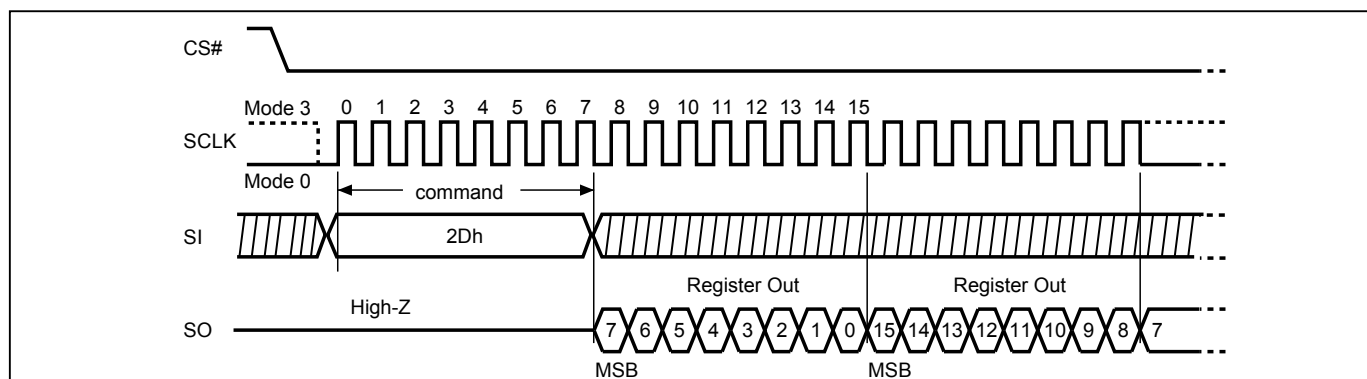 CS#
Mode 3 0 1 2 3 4 5 6 7 8 9 10 11 12 13 14 15
SCLK
Mode 0
command
SI 2Dh
Register Out Register Out
High-Z
SO 7 6 5 4 3 2 1 0 15 14 13 12 11 10 9 8 7
MSB MSB